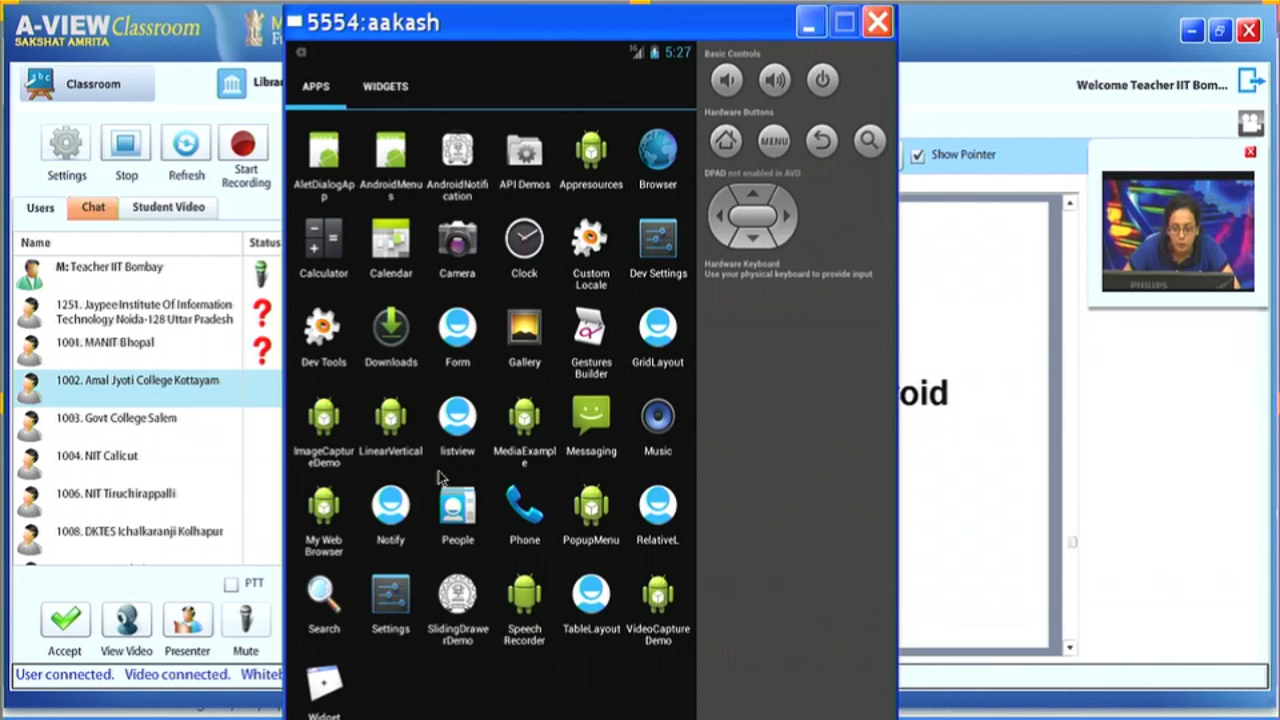 A-VIEW Classroom
SAKSHAT AMRITA
5554:aakash
Welcome Teacher IIT Bom...
Classroom
Settings
Stop
Refresh
Start
Recording
Show Pointer
Users
Chat
Student Video
Name
Status
M: Teacher IIT Bombay
1251. Jaypee Institute Of Information
Technology Noida-128 Uttar Pradesh
1001. MANIT Bhopal
1002. Amal Jyoti College Kottayam
1003. Govt College Salem
1004. NIT Calicut
1006. NIT Tiruchirappalli
1008. DKTES Ichalkaranji Kolhapur
PTT
Accept
View Video
Presenter
Mute
User connected. Video connected.
5:27
APPS
WIDGETS
AletDialogAp
p
AndroidMenu
s
AndroidNotifi
cation
API Demos
Appresources
Browser
Calculator
Calendar
Camera
Clock
Custom
Locale
Dev Settings
Dev Tools
Downloads
Form
Gallery
Gestures
Builder
GridLayout
ImageCaptur
eDemo
LinearVertical
listview
MediaExampl
e
Messaging
Music
My Web
Browser
Notify
People
Phone
PopupMenu
RelativeL
Search
Settings
SlidingDrawe
rDemo
Speech
Recorder
TableLayout
VideoCapture
Demo
Widget
Basic Controls
Hardware Buttons
MENU
DPAD not enabled in AVD
Hardware Keyboard
Use your physical keyboard to provide input
PHILIPS
oid